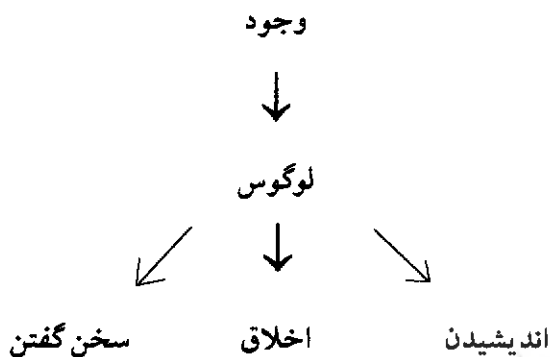 وجود
لوگوس
اندیشیدن اخلاق سخن گفتن